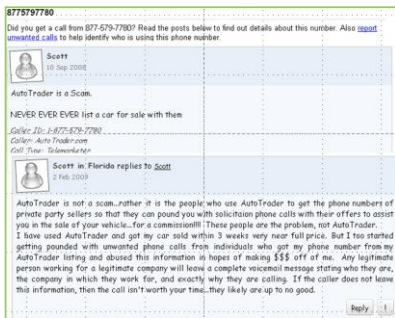 8775797780
Did you get a call from 877-579-7780? Read the posts below to find out details about this number. Also report
unwanted calls to help identify who is using this phone number.
Scott
10 Sep 2008
AutoTrader is a Scam.
NEVER EVER EVER list a car for sale with them
Caller ID: 1-877-579-7780
Caller: AutoTrader.com
Call Type: Telemarketer
Scott in Florida replies to Scott
2 Feb 2009
AutoTrader is not a scam...rather it is the people who use AutoTrader to get the phone numbers of
private party sellers so that they can pound you with solicitaion phone calls with their offers to assist
you in the sale of your vehicle...for a commission!!! These people are the problem, not AutoTrader.
I have used AutoTrader and got my car sold within 3 weeks very near full price. But I too started
getting pounded with unwanted phone calls from individuals who got my phone number from my
AutoTrader listing and abused this information in hopes of making $$$ off of me. Any legitimate
person working for a legitimate company will leave a complete voicemail message stating who they are,
the company in which they work for, and exactly why they are calling. If the caller does not leave
this information, then the call isn't worth your time...they likely are up to no good.
Reply !